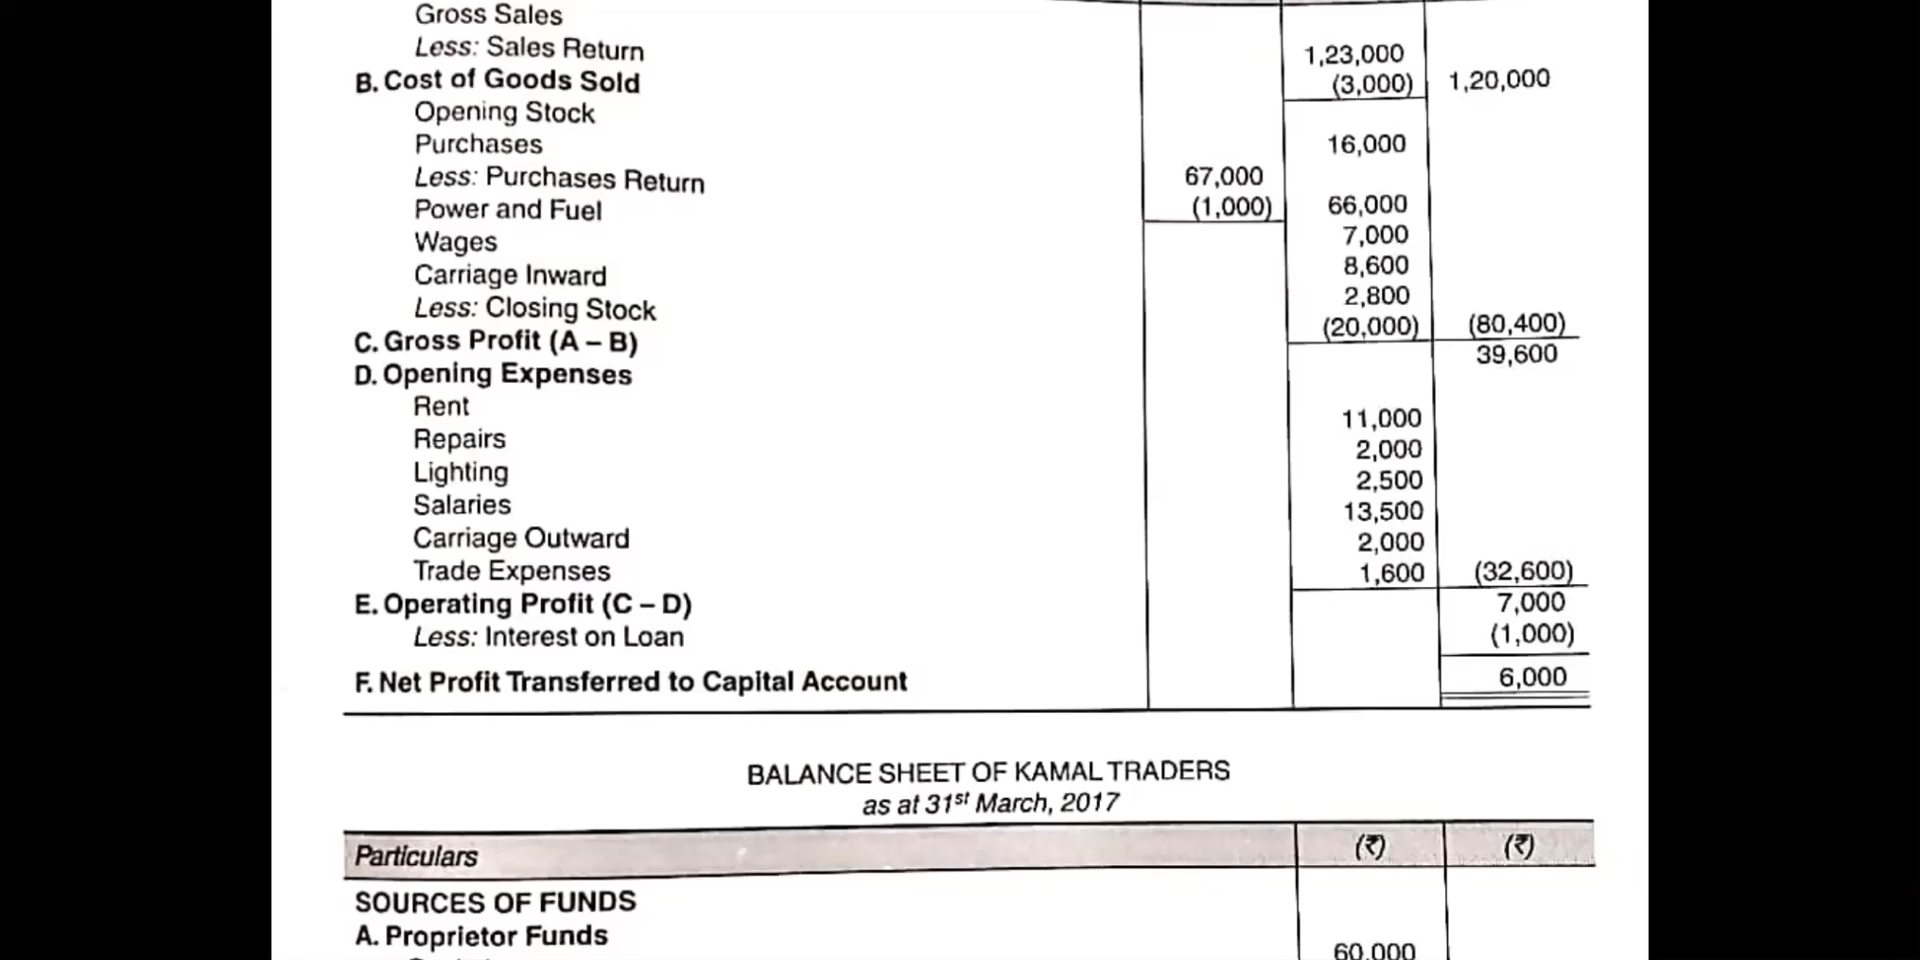 Gross Sales 1,23,000
Less: Sales Return (3,000) 1,20,000
B. Cost of Goods Sold
Opening Stock 16,000
Purchases 67,000
Less: Purchases Return (1,000) 66,000
Power and Fuel 7,000
Wages 8,600
Carriage Inward 2,800
Less: Closing Stock (20,000) (80,400)
C. Gross Profit (A – B) 39,600
D. Opening Expenses
Rent 11,000
Repairs 2,000
Lighting 2,500
Salaries 13,500
Carriage Outward 2,000
Trade Expenses 1,600 (32,600)
E. Operating Profit (C – D) 7,000
Less: Interest on Loan (1,000)
F. Net Profit Transferred to Capital Account 6,000
BALANCE SHEET OF KAMAL TRADERS
as at 31st March, 2017
Particulars (₹) (₹)
SOURCES OF FUNDS
A. Proprietor Funds
60,000